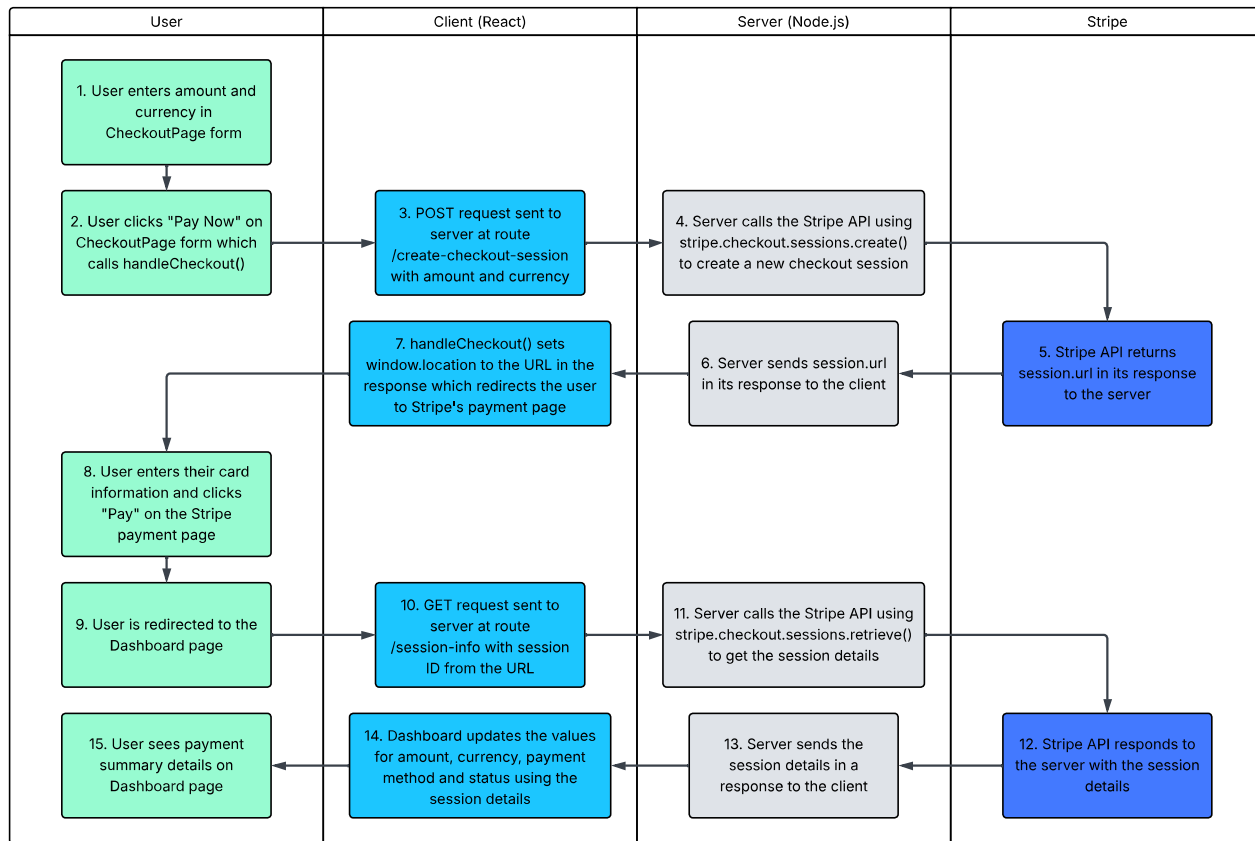 User
Client (React)
Server (Node.js)
Stripe
1. User enters amount and
currency in
CheckoutPage form
2. User clicks "Pay Now" on
CheckoutPage form which
calls handleCheckout()
3. POST request sent to
server at route
/create-checkout-session
with amount and currency
4. Server calls the Stripe API using
stripe.checkout.sessions.create()
to create a new checkout session
5. Stripe API returns
session.url in its response
to the server
6. Server sends session.url
in its response to the client
7. handleCheckout() sets
window.location to the URL in the
response which redirects the user
to Stripe's payment page
8. User enters their card
information and clicks
"Pay" on the Stripe
payment page
9. User is redirected to the
Dashboard page
10. GET request sent to
server at route
/session-info with session
ID from the URL
11. Server calls the Stripe API using
stripe.checkout.sessions.retrieve()
to get the session details
12. Stripe API responds to
the server with the session
details
13. Server sends the
session details in a
response to the client
14. Dashboard updates the values
for amount, currency, payment
method and status using the
session details
15. User sees payment
summary details on
Dashboard page